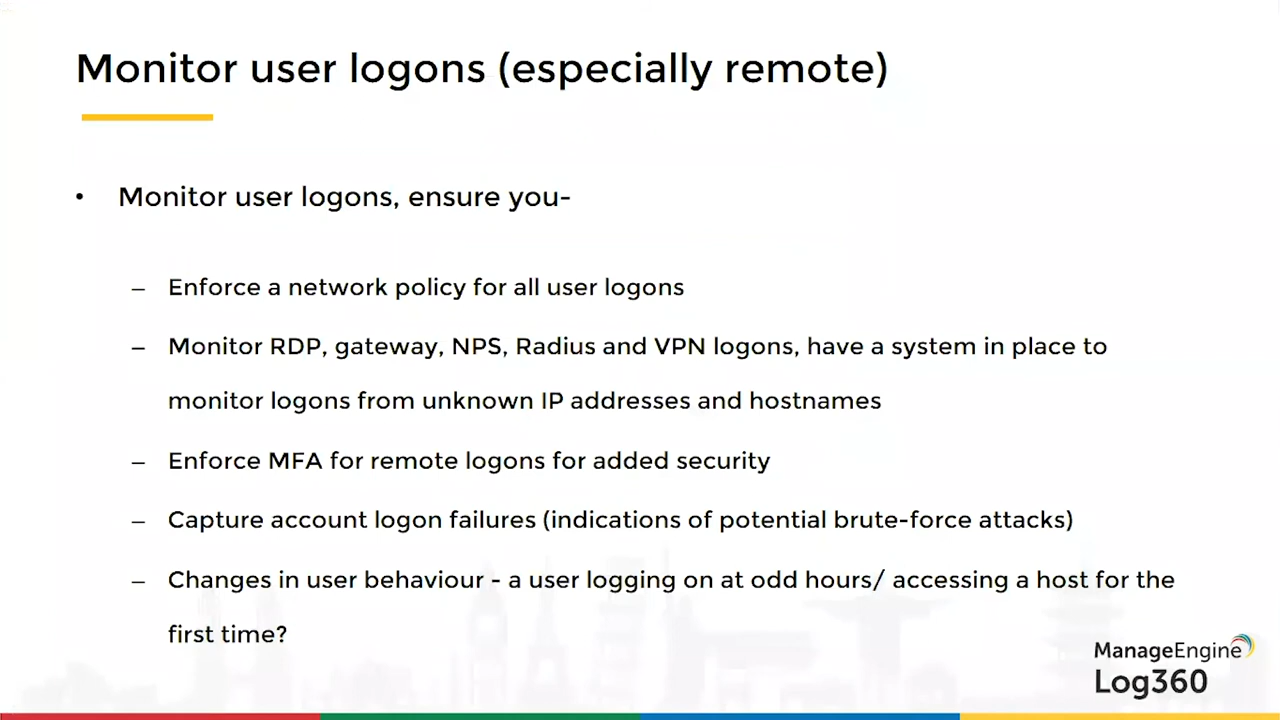 Monitor user logons (especially remote)
• Monitor user logons, ensure you-
– Enforce a network policy for all user logons
– Monitor RDP, gateway, NPS, Radius and VPN logons, have a system in place to
monitor logons from unknown IP addresses and hostnames
– Enforce MFA for remote logons for added security
– Capture account logon failures (indications of potential brute-force attacks)
– Changes in user behaviour - a user logging on at odd hours/ accessing a host for the
first time?
ManageEngine
Log360